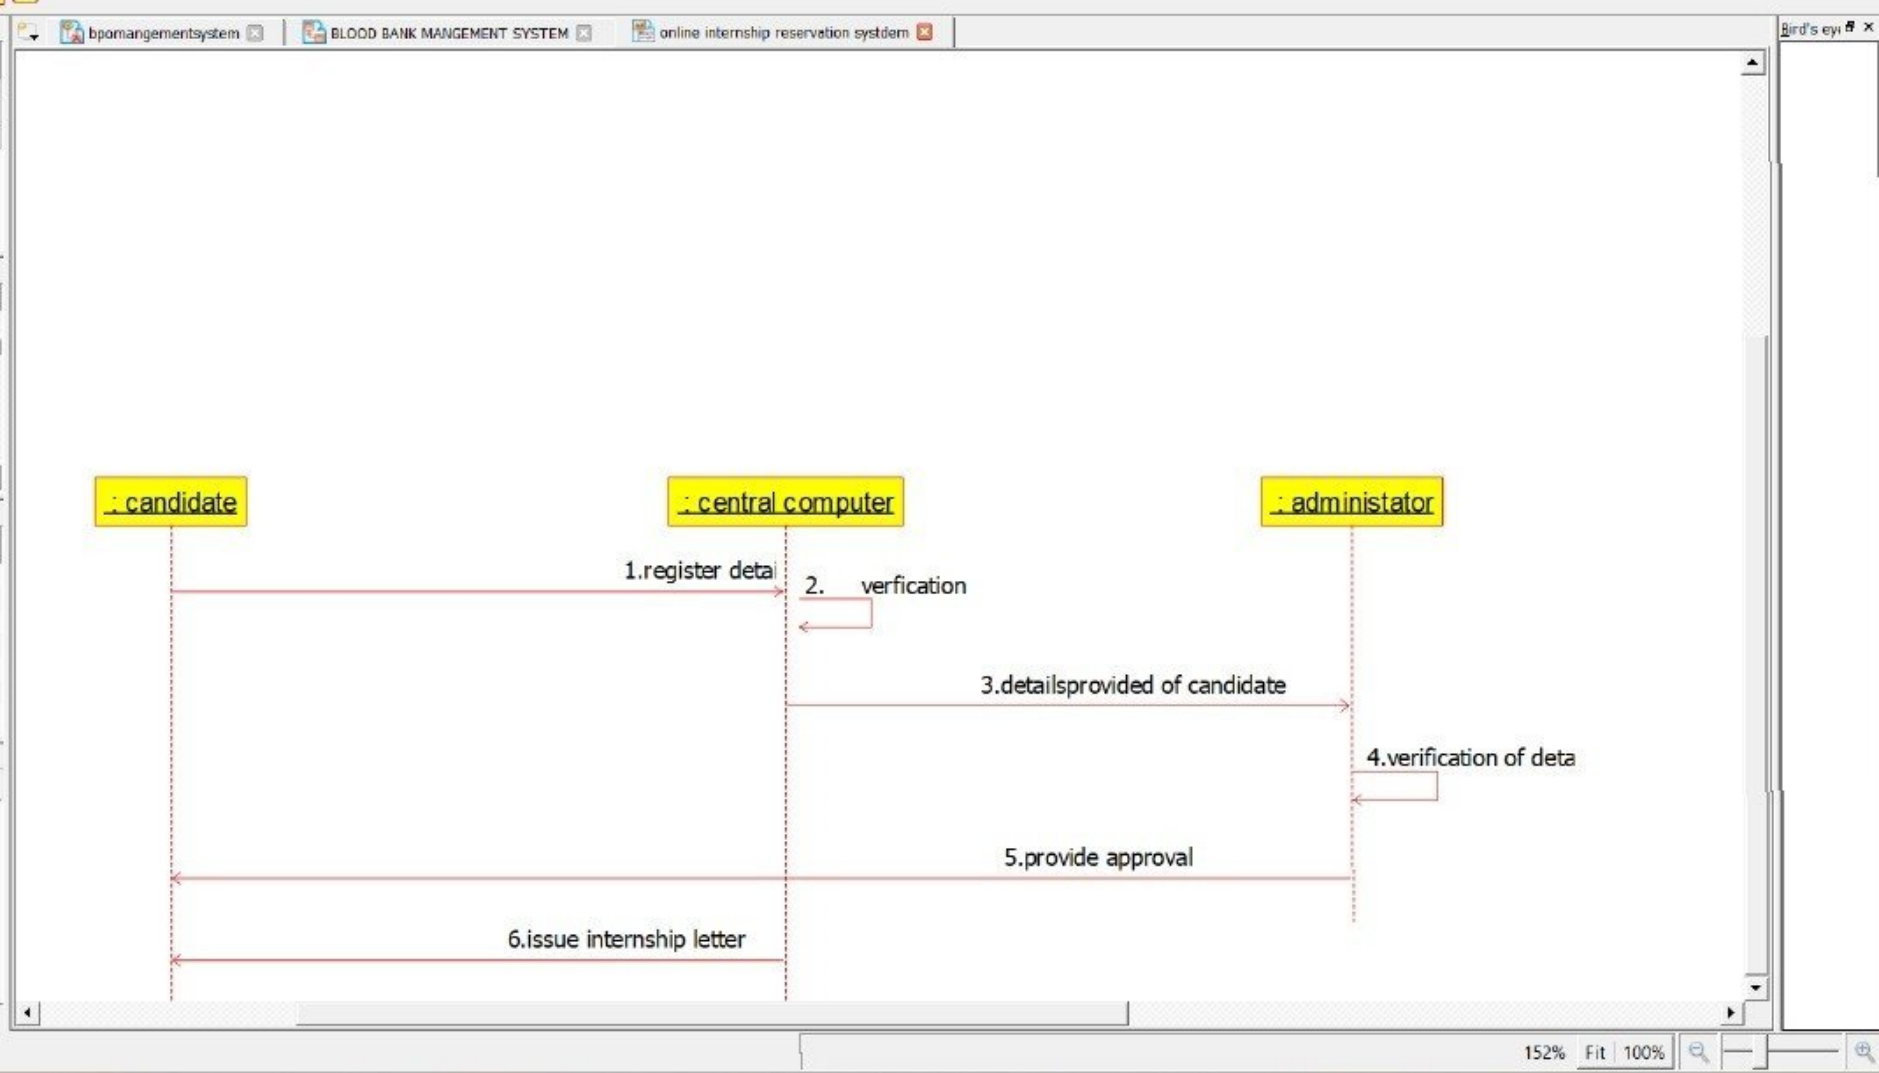 bpomangementsystem
BLOOD BANK MANGEMENT SYSTEM
online internship reservation systdem
Bird's eye
: candidate
: central computer
: administator
1.register detai
2. verfication
3.detailsprovided of candidate
4.verification of deta
5.provide approval
6.issue internship letter
152% Fit 100%